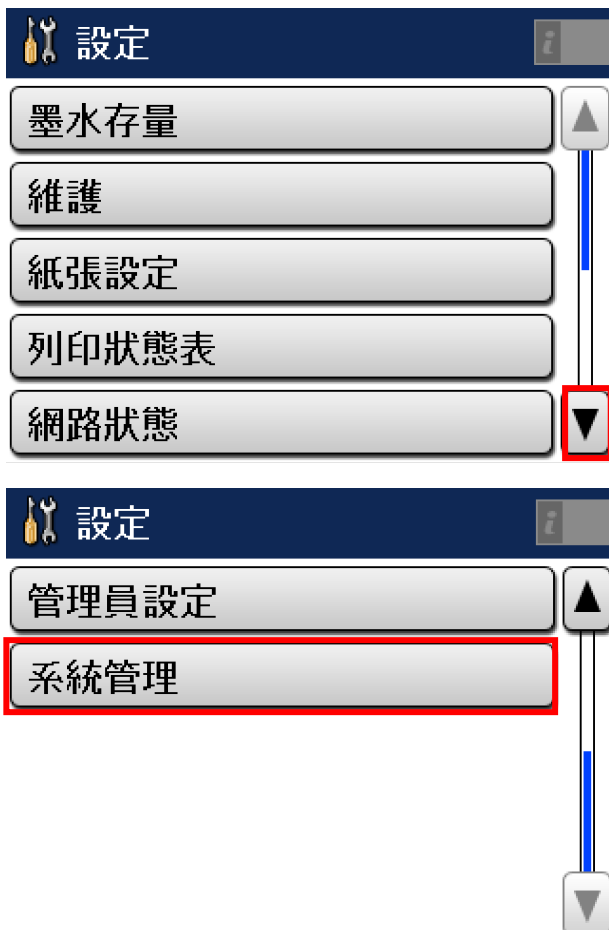 設定
i
墨水存量
維護
紙張設定
列印狀態表
網路狀態
設定
i
管理員設定
系統管理